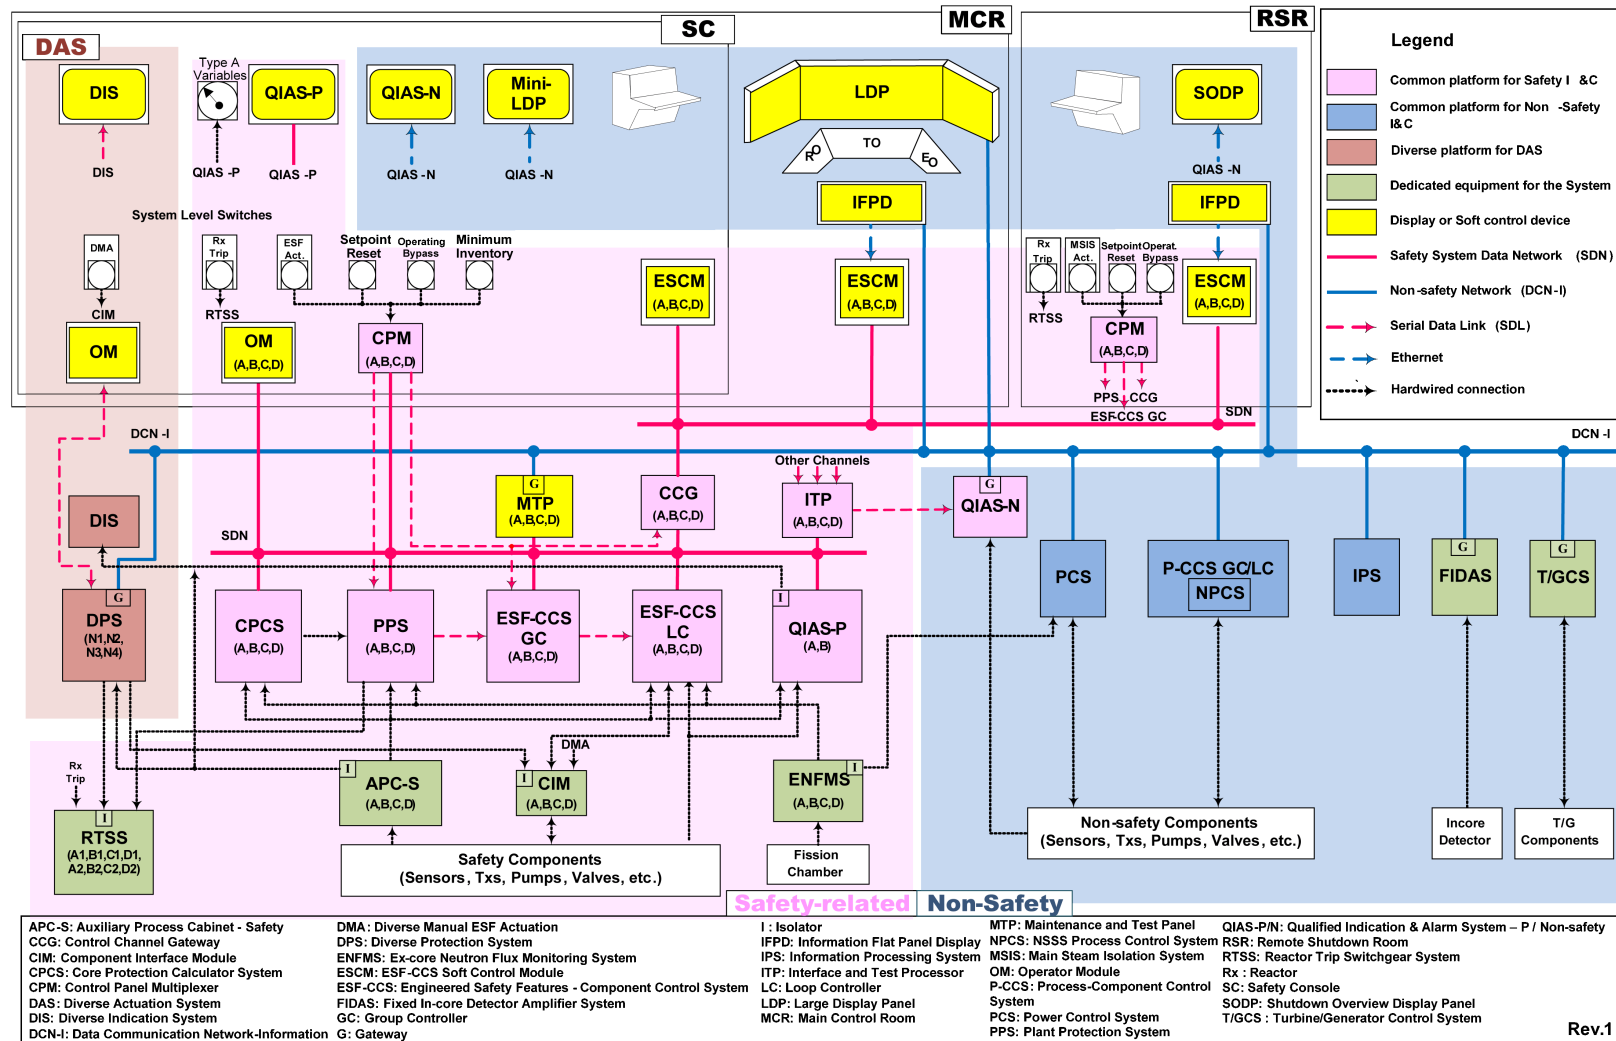 MCR
RSR
SC
DAS
Legend
Common platform for Safety I &C
Common platform for Non -Safety
I&C
Diverse platform for DAS
Dedicated equipment for the System
Display or Soft control device
Safety System Data Network (SDN)
Non-safety Network (DCN-I)
Serial Data Link (SDL)
Ethernet
Hardwired connection
DIS
Type A
Variables
QIAS-P
QIAS-N
Mini-
LDP
LDP
SODP
RO
TO
EO
DIS
QIAS -P
QIAS -P
QIAS -N
QIAS -N
QIAS -N
IFPD
IFPD
System Level Switches
DMA
Rx
Trip
ESF
Act.
Setpoint
Reset
Operating
Bypass
Minimum
Inventory
Rx
Trip
MSIS
Act.
Setpoint
Reset
Operat.
Bypass
ESCM
(A,B,C,D)
ESCM
(A,B,C,D)
ESCM
(A,B,C,D)
CIM
RTSS
RTSS
OM
OM
(A,B,C,D)
CPM
(A,B,C,D)
CPM
(A,B,C,D)
PPS
CCG
ESF-CCS GC
SDN
DCN -I
DCN -I
Other Channels
G
MTP
(A,B,C,D)
CCG
(A,B,C,D)
ITP
(A,B,C,D)
G
QIAS-N
DIS
SDN
G
DPS
(N1,N2,
N3,N4)
CPCS
(A,B,C,D)
PPS
(A,B,C,D)
ESF-CCS
GC
(A,B,C,D)
ESF-CCS
LC
(A,B,C,D)
I
QIAS-P
(A,B)
PCS
P-CCS GC/LC
NPCS
IPS
G
FIDAS
G
T/GCS
DMA
Rx
Trip
I
APC-S
(A,B,C,D)
I
CIM
(A,B,C,D)
I
ENFMS
(A,B,C,D)
I
RTSS
(A1,B1,C1,D1,
A2,B2,C2,D2)
Safety Components
(Sensors, Txs, Pumps, Valves, etc.)
Fission
Chamber
Non-safety Components
(Sensors, Txs, Pumps, Valves, etc.)
Incore
Detector
T/G
Components
Safety-related
Non-Safety
APC-S: Auxiliary Process Cabinet - Safety
CCG: Control Channel Gateway
CIM: Component Interface Module
CPCS: Core Protection Calculator System
CPM: Control Panel Multiplexer
DAS: Diverse Actuation System
DIS: Diverse Indication System
DCN-I: Data Communication Network-Information
DMA: Diverse Manual ESF Actuation
DPS: Diverse Protection System
ENFMS: Ex-core Neutron Flux Monitoring System
ESCM: ESF-CCS Soft Control Module
ESF-CCS: Engineered Safety Features - Component Control System
FIDAS: Fixed In-core Detector Amplifier System
GC: Group Controller
G: Gateway
I : Isolator
IFPD: Information Flat Panel Display
IPS: Information Processing System
ITP: Interface and Test Processor
LC: Loop Controller
LDP: Large Display Panel
MCR: Main Control Room
MTP: Maintenance and Test Panel
NPCS: NSSS Process Control System
MSIS: Main Steam Isolation System
OM: Operator Module
P-CCS: Process-Component Control
System
PCS: Power Control System
PPS: Plant Protection System
QIAS-P/N: Qualified Indication & Alarm System – P / Non-safety
RSR: Remote Shutdown Room
RTSS: Reactor Trip Switchgear System
Rx : Reactor
SC: Safety Console
SODP: Shutdown Overview Display Panel
T/GCS : Turbine/Generator Control System
Rev.1